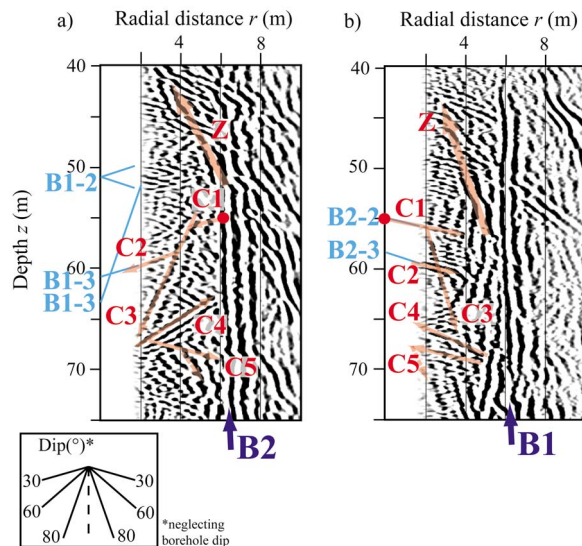 Radial distance r (m)
a)
4
8
40
50
60
70
Depth z (m)
Z
B1-2
C1
C2
B1-3
B1-3
C3
C4
C5
B2
Radial distance r (m)
b)
4
8
40
50
60
70
Z
B2-2
C1
B2-3
C2
C4
C3
C5
B1
Dip(°)*
30
30
60
60
80
80
*neglecting
borehole dip